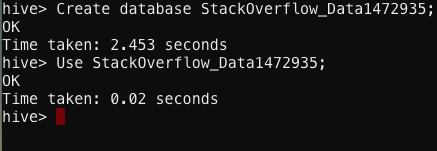 hive> Create database StackOverflow_Data1472935;
OK
Time taken: 2.453 seconds
hive> Use StackOverflow_Data1472935;
OK
Time taken: 0.02 seconds
hive>